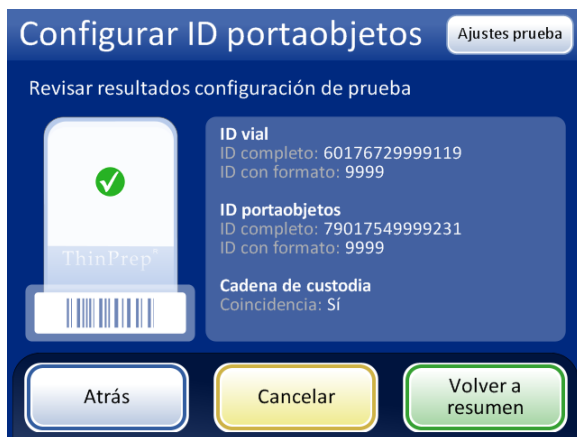 Configurar ID portaobjetos
Ajustes prueba
Revisar resultados configuración de prueba
ID vial
ID completo: 60176729999119
ID con formato: 9999
ID portaobjetos
ID completo: 79017549999231
ID con formato: 9999
Cadena de custodia
Coincidencia: Sí
ThinPrep®
Atrás
Cancelar
Volver a
resumen